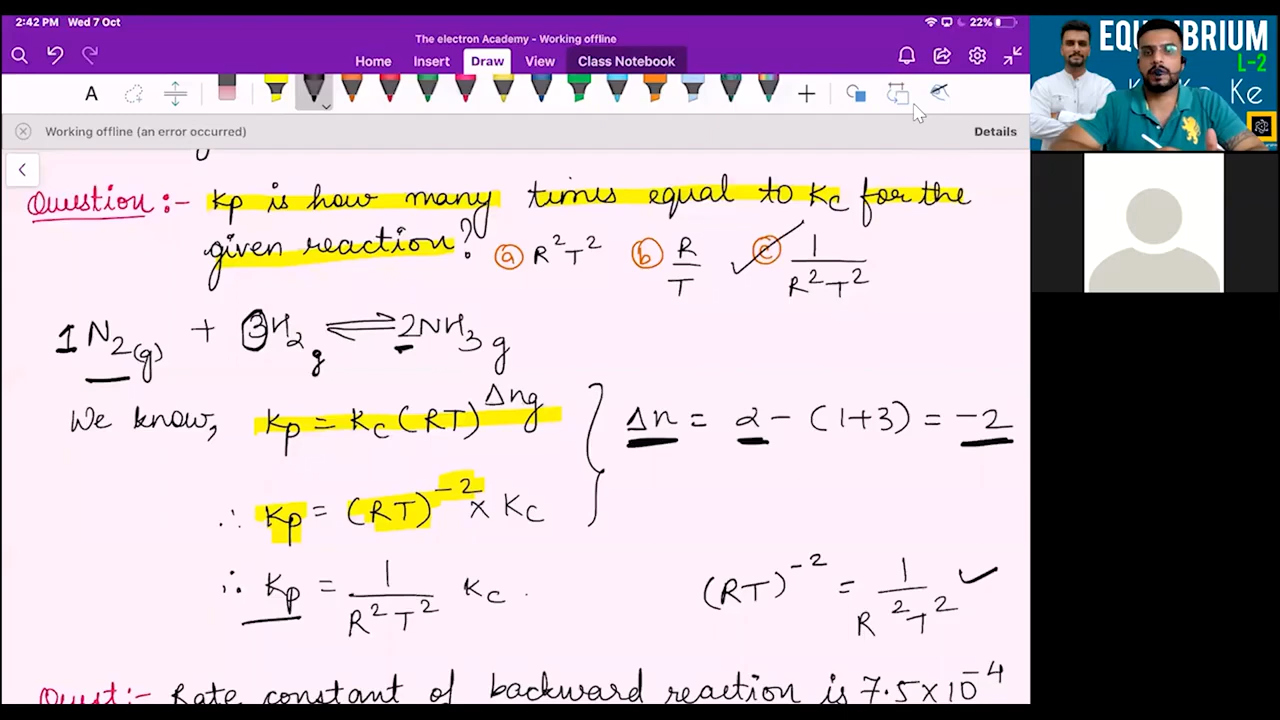 2:42 PM Wed 7 Oct
22%
The electron Academy - Working offline
Home Insert Draw View Class Notebook
A
Working offline (an error occurred)
Details
EQUILIBRIUM
L-2
Ke
Question :- Kp is how many times equal to Kc for the
given reaction? (a) R²T² (b) R/T (c) 1/R²T²
1N₂(g) + 3H₂ g ⇌ 2NH₃ g
We know, Kp = Kc (RT)^Δng } Δn = 2 - (1+3) = -2
∴ Kp = (RT)⁻² × Kc
∴ Kp = 1/R²T² Kc . (RT)⁻² = 1/R²T² ✓
Quest:- Rate constant of backward reaction is 7.5×10⁻⁴